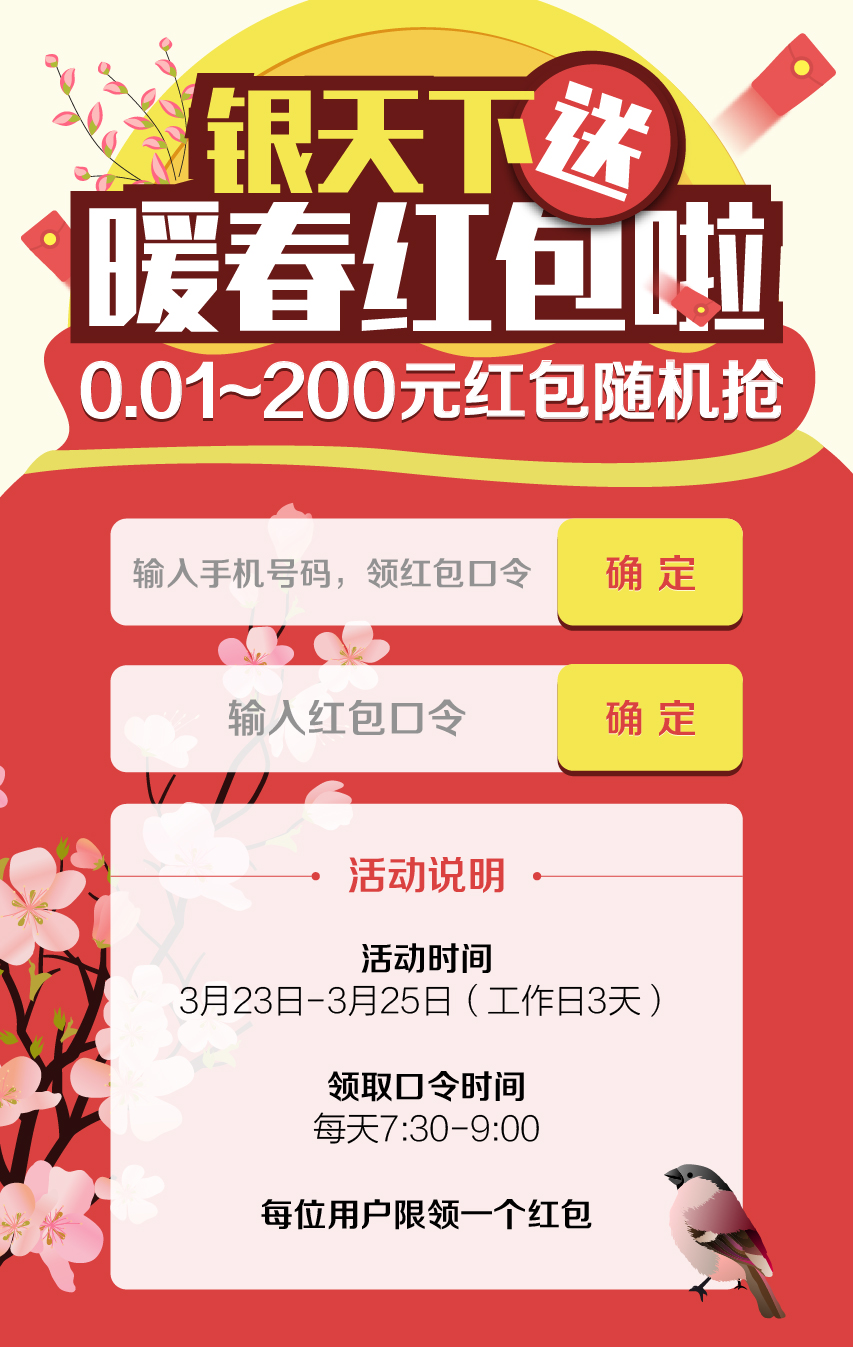 银天下送
暖春红包啦
0.01~200元红包随机抢
输入手机号码，领红包口令
确 定
输入红包口令
确 定
活动说明
活动时间
3月23日-3月25日（工作日3天）
领取口令时间
每天7:30-9:00
每位用户限领一个红包